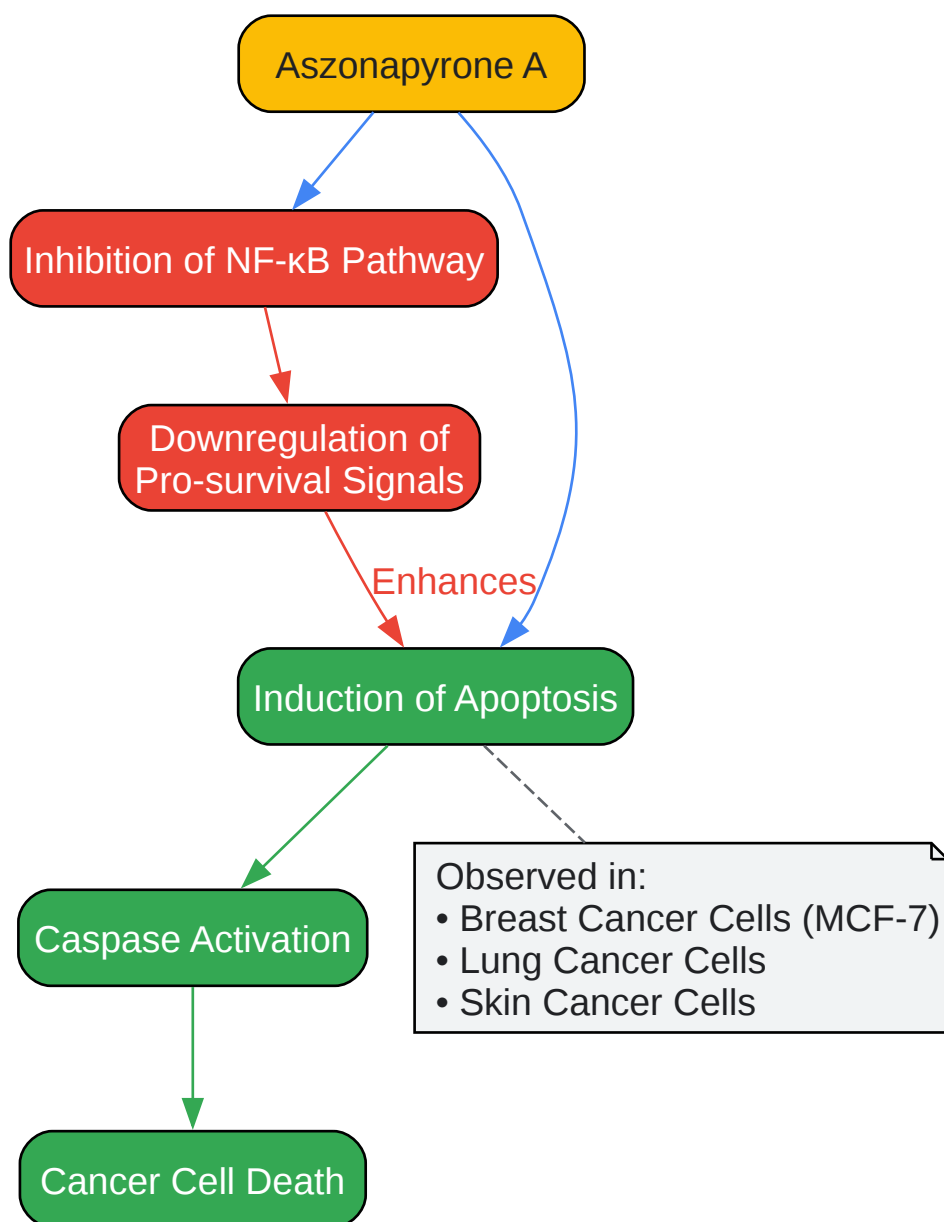 Aszonapyrone A
Inhibition of NF-κB Pathway
Downregulation of
Pro-survival Signals
Enhances
Induction of Apoptosis
Observed in:
• Breast Cancer Cells (MCF-7)
• Lung Cancer Cells
• Skin Cancer Cells
Caspase Activation
Cancer Cell Death